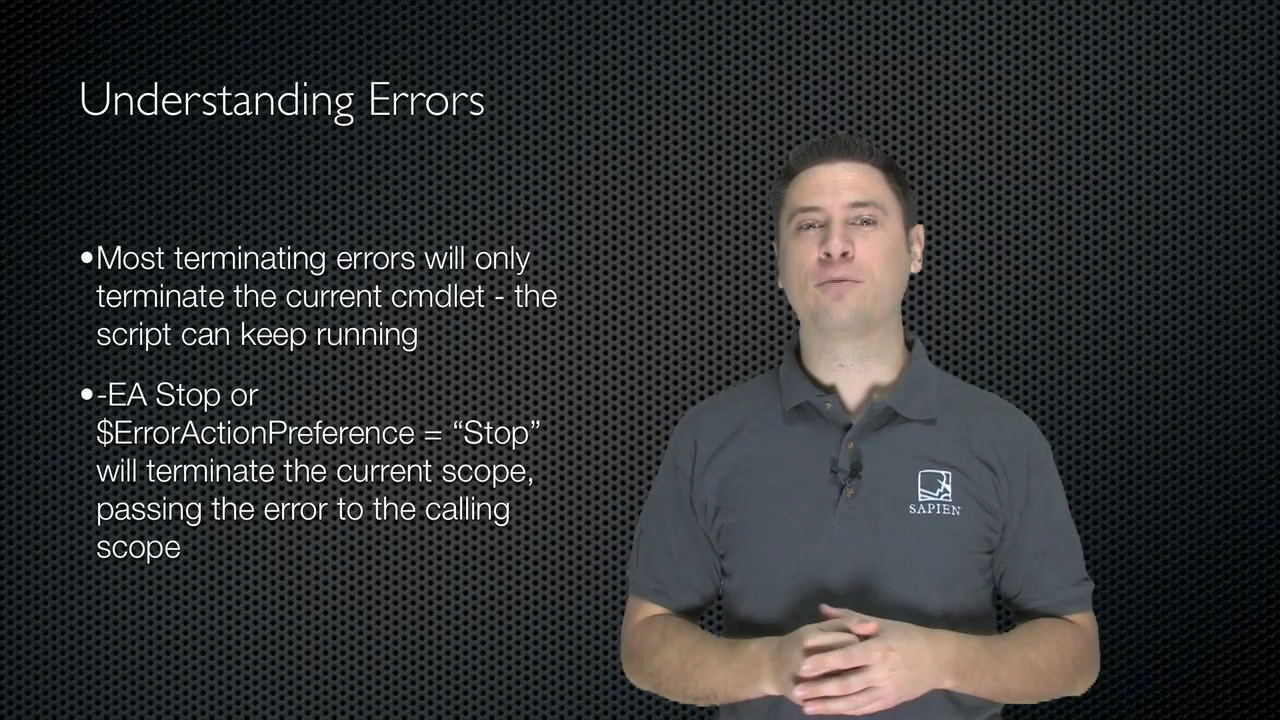 Understanding Errors
•Most terminating errors will only
terminate the current cmdlet - the
script can keep running
•-EA Stop or
$ErrorActionPreference = “Stop”
will terminate the current scope,
passing the error to the calling
scope
SAPIEN